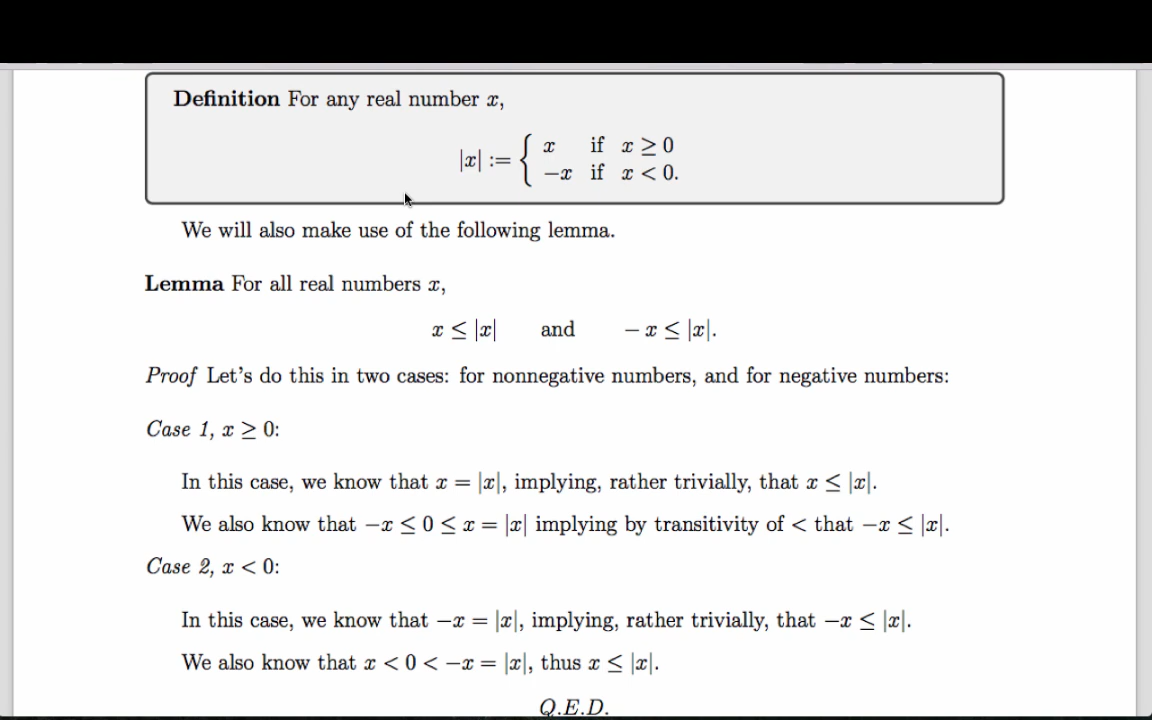 Definition For any real number x,
|x| := { x if x ≥ 0
−x if x < 0.
We will also make use of the following lemma.
Lemma For all real numbers x,
x ≤ |x| and − x ≤ |x|.
Proof Let's do this in two cases: for nonnegative numbers, and for negative numbers:
Case 1, x ≥ 0:
In this case, we know that x = |x|, implying, rather trivially, that x ≤ |x|.
We also know that −x ≤ 0 ≤ x = |x| implying by transitivity of < that −x ≤ |x|.
Case 2, x < 0:
In this case, we know that −x = |x|, implying, rather trivially, that −x ≤ |x|.
We also know that x < 0 < −x = |x|, thus x ≤ |x|.
Q.E.D.